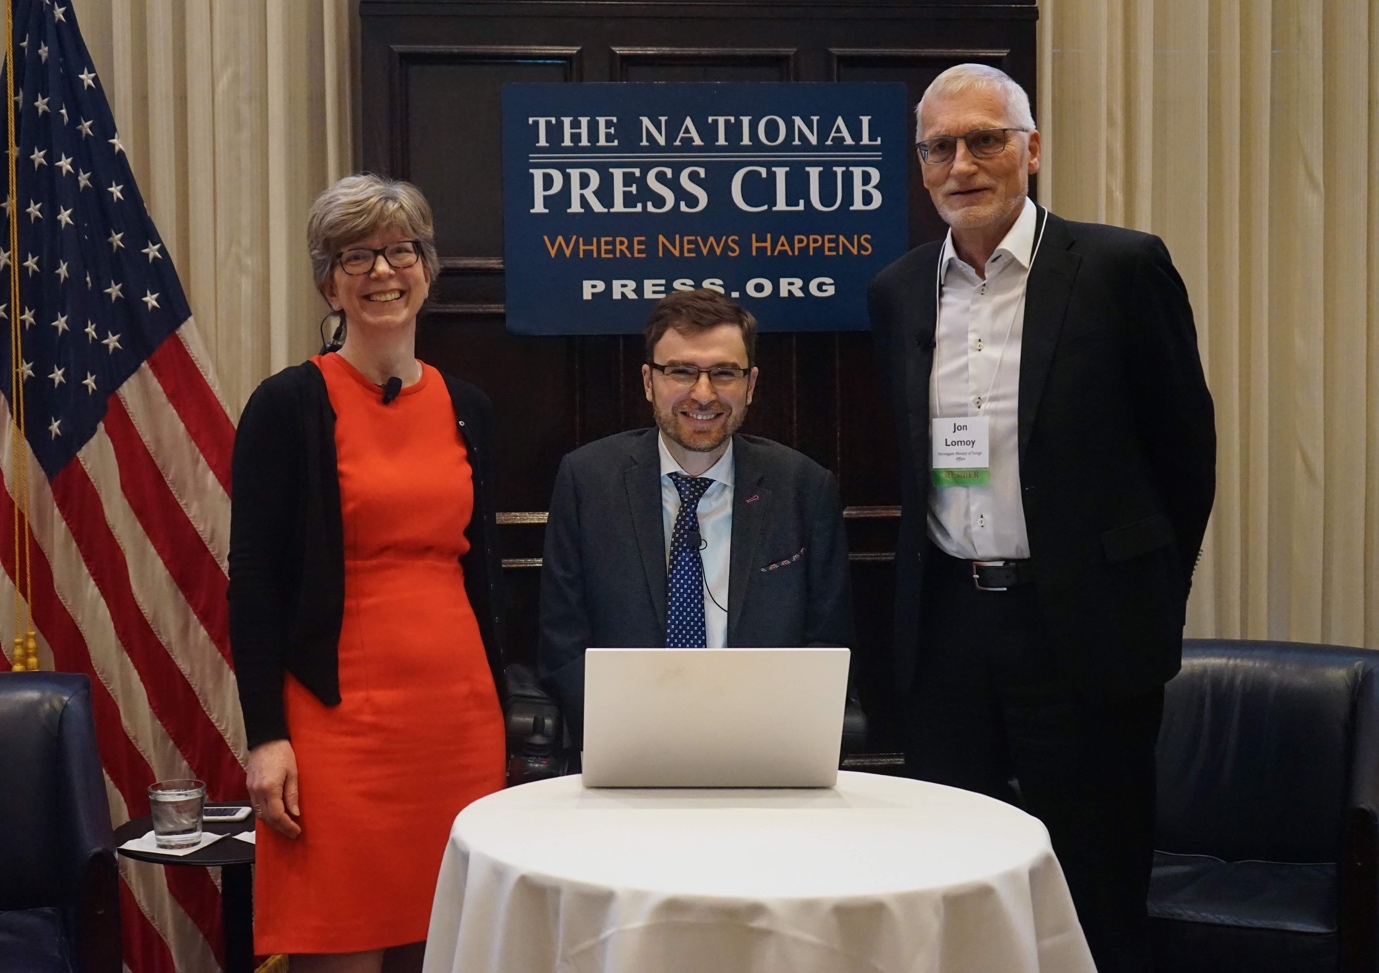 THE NATIONAL
PRESS CLUB
WHERE NEWS HAPPENS
PRESS.ORG
Jon
Lomoy